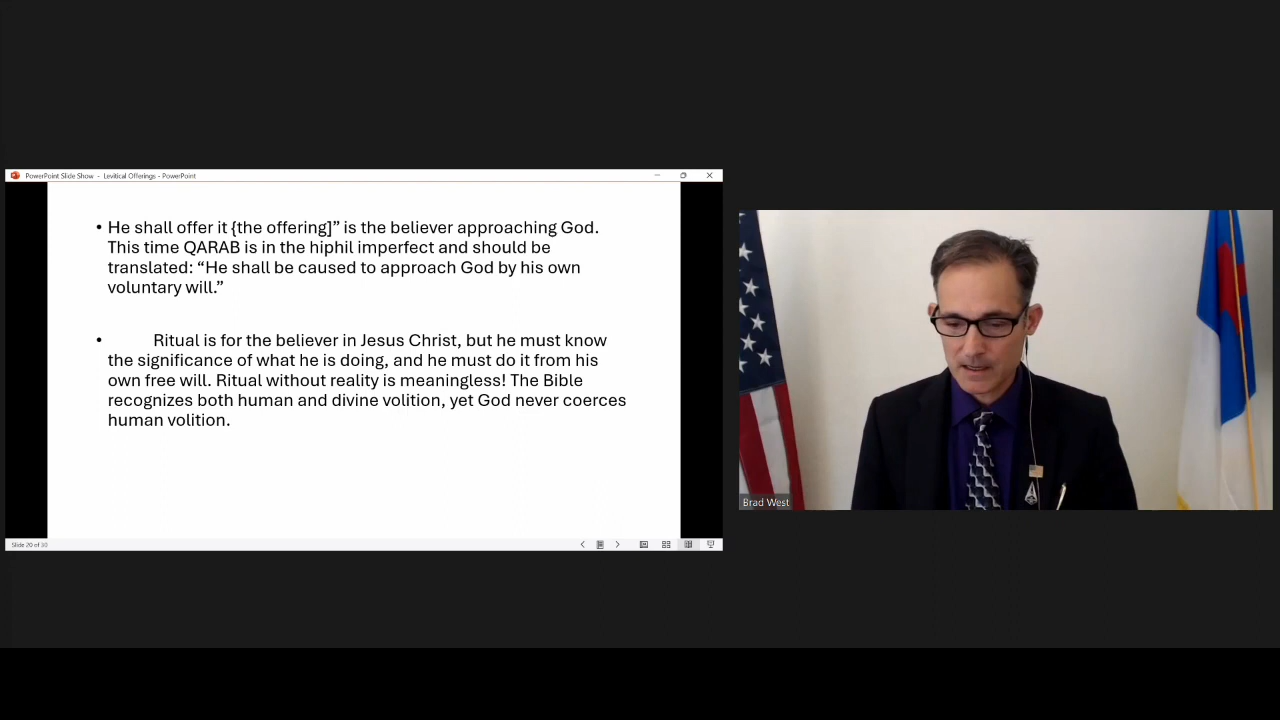 PowerPoint Slide Show - Levitical Offerings - PowerPoint
• He shall offer it {the offering]” is the believer approaching God.
This time QARAB is in the hiphil imperfect and should be
translated: “He shall be caused to approach God by his own
voluntary will.”
• Ritual is for the believer in Jesus Christ, but he must know
the significance of what he is doing, and he must do it from his
own free will. Ritual without reality is meaningless! The Bible
recognizes both human and divine volition, yet God never coerces
human volition.
Slide 20 of 30
Brad West